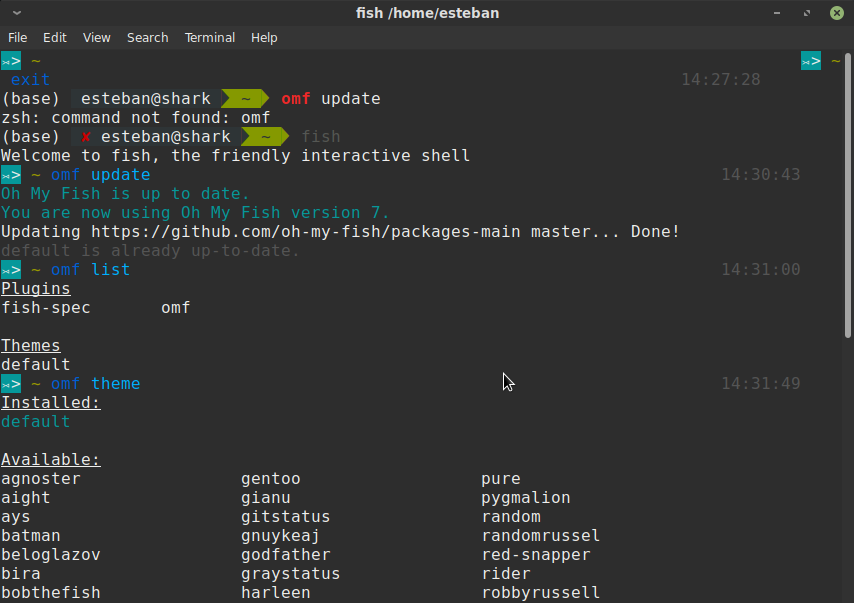 fish /home/esteban
File Edit View Search Terminal Help
⋊> ~ ⋊> ~
exit 14:27:28
(base) esteban@shark ~ omf update
zsh: command not found: omf
(base) ✘ esteban@shark ~ fish
Welcome to fish, the friendly interactive shell
⋊> ~ omf update 14:30:43
Oh My Fish is up to date.
You are now using Oh My Fish version 7.
Updating https://github.com/oh-my-fish/packages-main master... Done!
default is already up-to-date.
⋊> ~ omf list 14:31:00
Plugins
fish-spec omf
Themes
default
⋊> ~ omf theme 14:31:49
Installed:
default
Available:
agnoster gentoo pure
aight gianu pygmalion
ays gitstatus random
batman gnuykeaj randomrussel
beloglazov godfather red-snapper
bira graystatus rider
bobthefish harleen robbyrussell